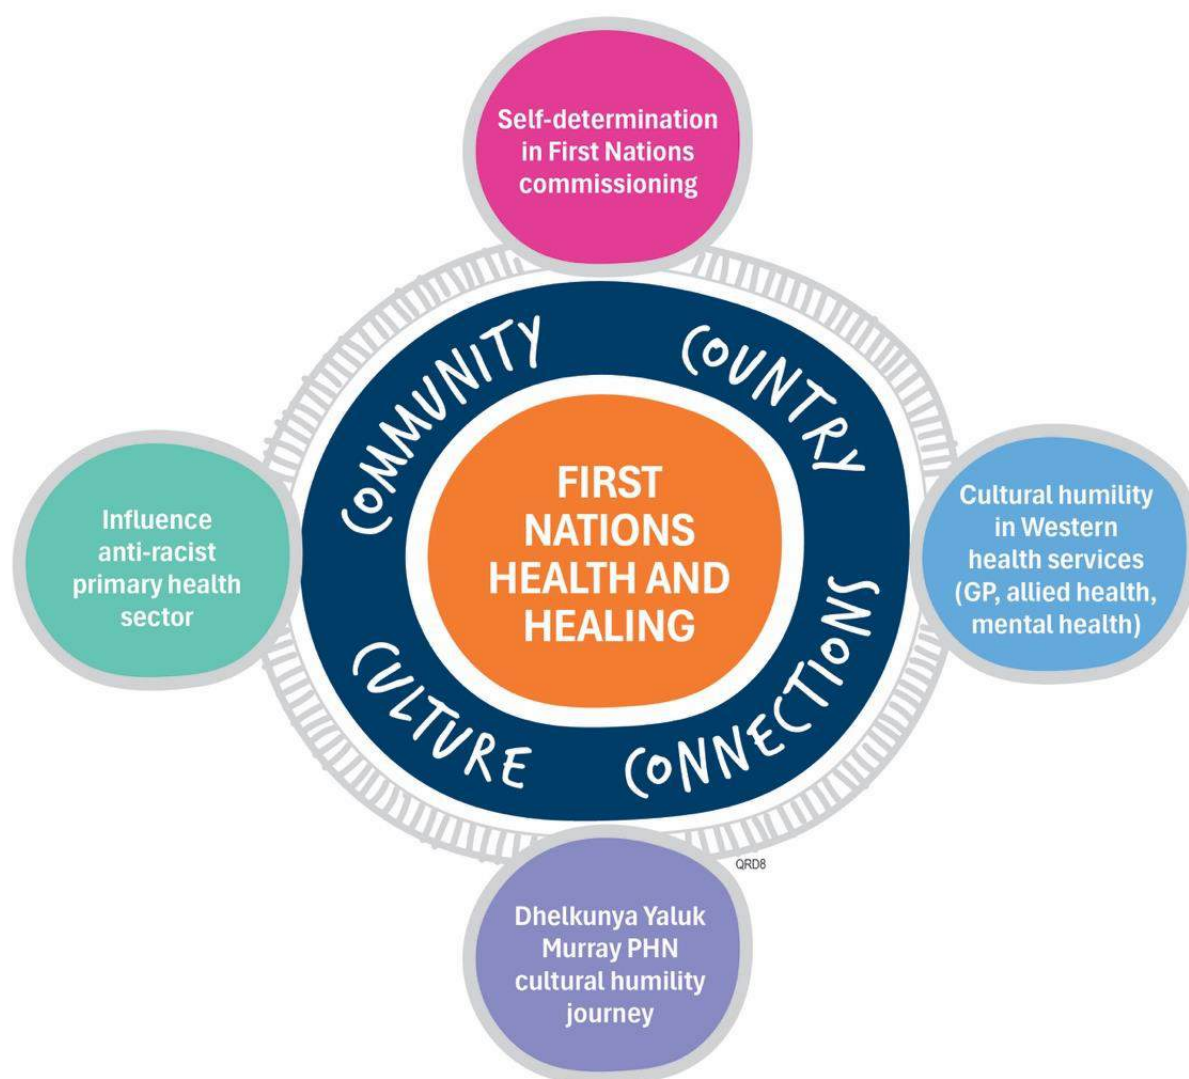 Self-determination
in First Nations
commissioning
COMMUNITY
COUNTRY
Influence
anti-racist
primary health
sector
FIRST
NATIONS
HEALTH AND
HEALING
Cultural humility
in Western
health services
(GP, allied health,
mental health)
CULTURE
CONNECTIONS
QRD8
Dhelkunya Yaluk
Murray PHN
cultural humility
journey